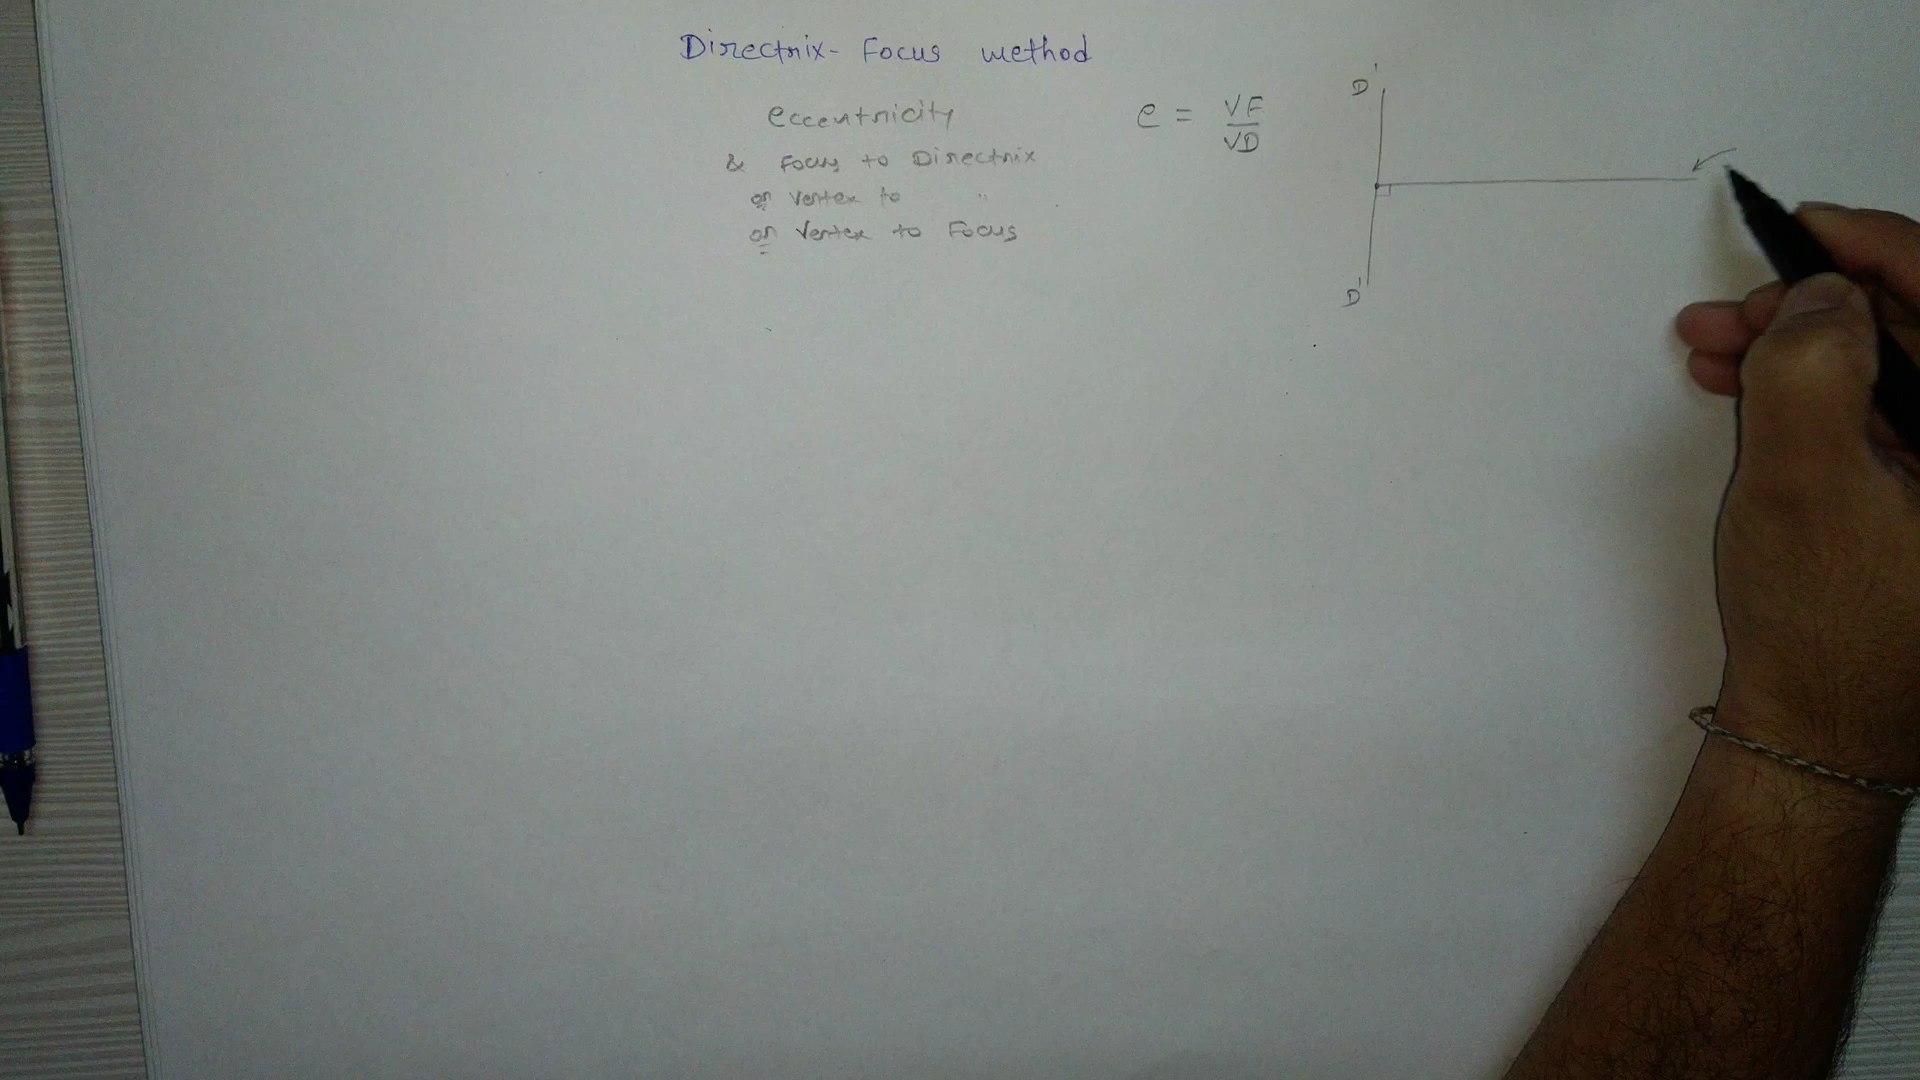 Directrix- Focus method
eccentricity
& Focus to Directrix
or Vertex to "
or Vertex to Focus
e = VF
VD
D'
D'